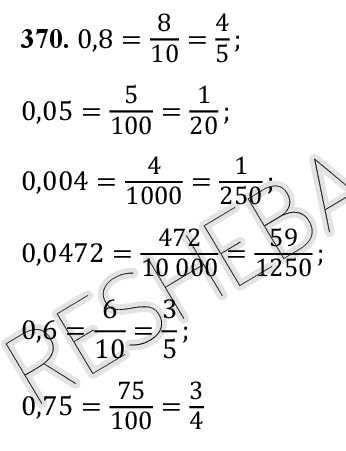 370. 0,8 = 8/10 = 4/5;
0,05 = 5/100 = 1/20;
0,004 = 4/1000 = 1/250;
0,0472 = 472/10 000 = 59/1250;
0,6 = 6/10 = 3/5;
0,75 = 75/100 = 3/4
RESHEBA